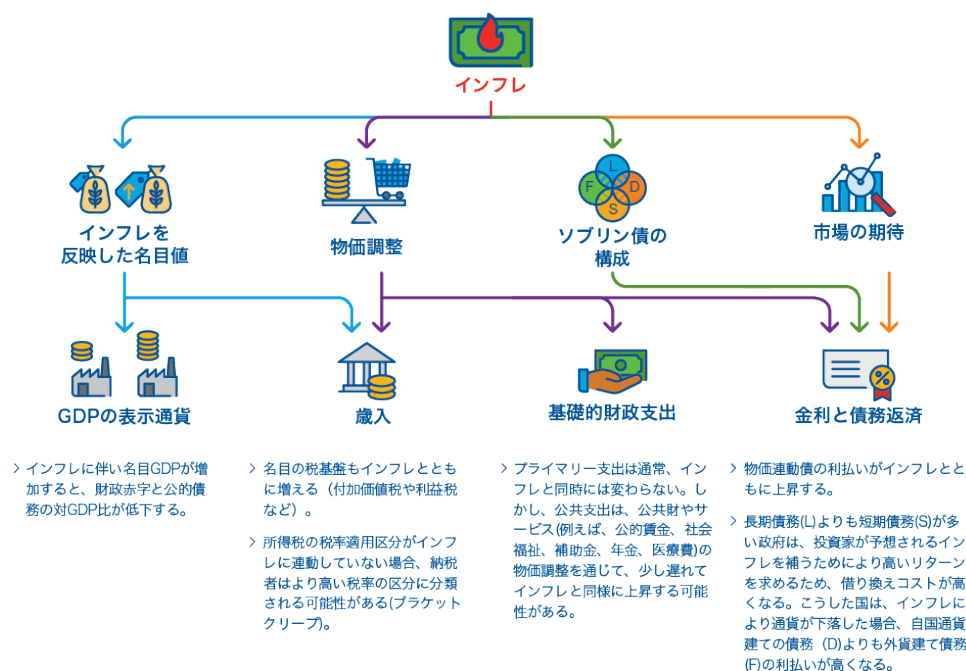 インフレ
インフレを
反映した名目値
物価調整
L
F
D
S
ソブリン債の
構成
市場の期待
GDPの表示通貨
歳入
基礎的財政支出
%
金利と債務返済
> インフレに伴い名目GDPが増
加すると、財政赤字と公的債
務の対GDP比が低下する。
> 名目の税基盤もインフレととも
に増える（付加価値税や利益税
など）。
> 所得税の税率適用区分がインフ
レに連動していない場合、納税
者はより高い税率の区分に分類
される可能性がある(ブラケット
クリープ)。
> プライマリー支出は通常、イン
フレと同時には変わらない。し
かし、公共支出は、公共財やサ
ービス(例えば、公的賃金、社会
福祉、補助金、年金、医療費)の
物価調整を通じて、少し遅れて
インフレと同様に上昇する可能
性がある。
> 物価連動債の利払いがインフレとと
もに上昇する。
> 長期債務(L)よりも短期債務(S)が多
い政府は、投資家が予想されるイン
フレを補うためにより高いリターン
を求めるため、借り換えコストが高
くなる。こうした国は、インフレに
より通貨が下落した場合、自国通貨
建ての債務（D)よりも外貨建て債務
(F)の利払いが高くなる。